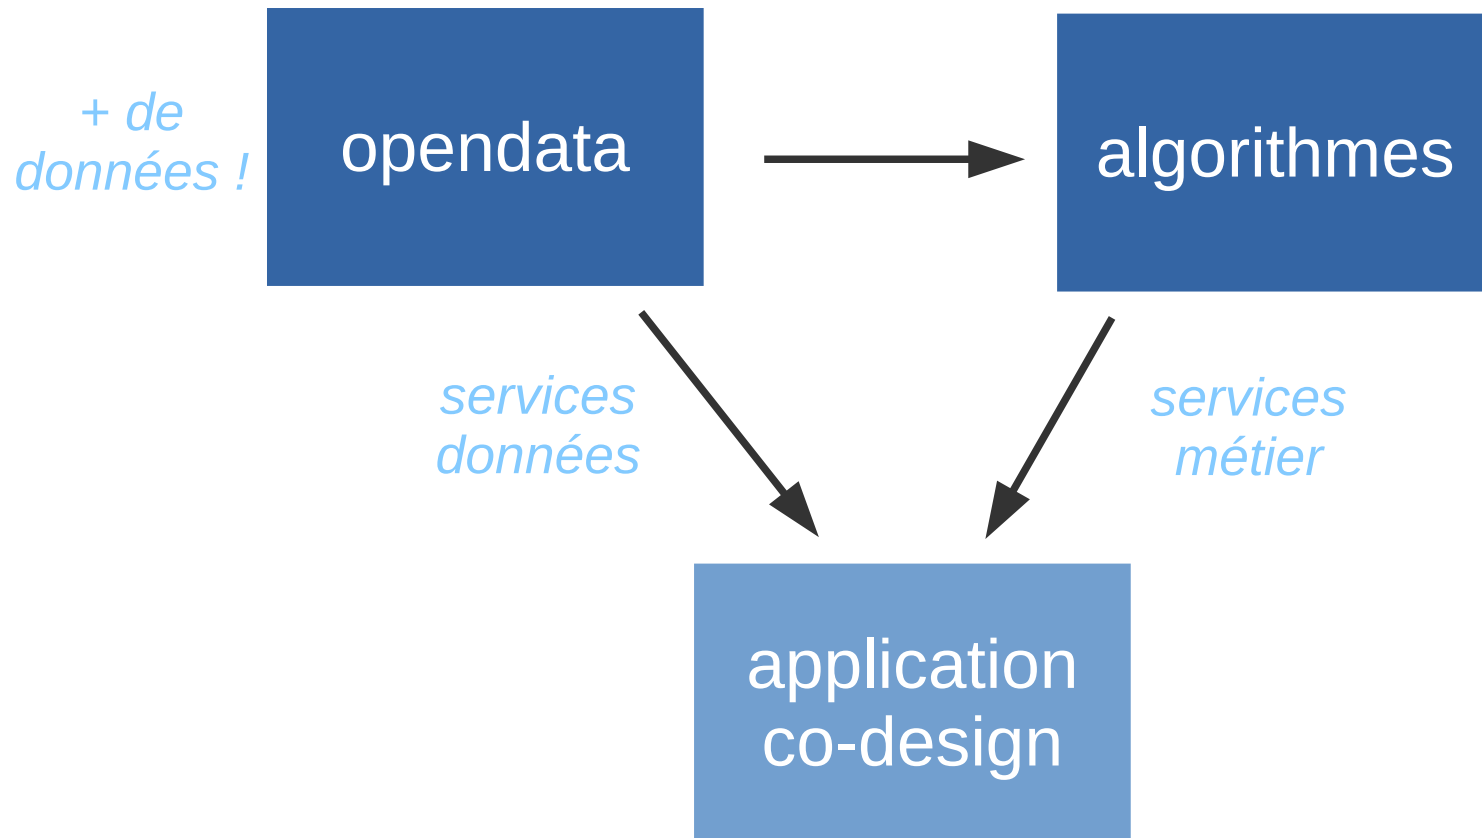 + de
données !
opendata
algorithmes
services
données
services
métier
application
co-design